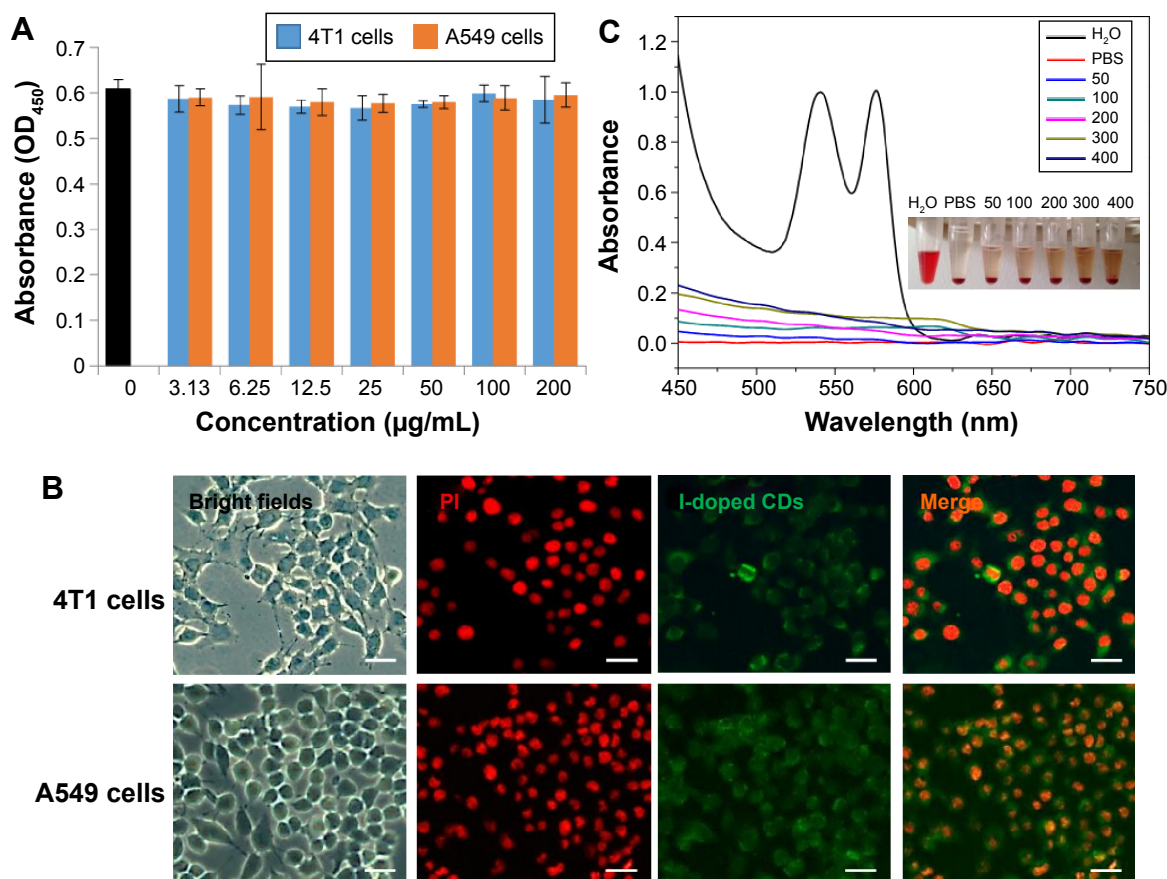 A
4T1 cells A549 cells
Absorbance (OD₄₅₀)
0.7
0.6
0.5
0.4
0.3
0.2
0.1
0
0 3.13 6.25 12.5 25 50 100 200
Concentration (µg/mL)
C
Absorbance
1.2
1.0
0.8
0.6
0.4
0.2
0.0
H₂O
PBS
50
100
200
300
400
H₂O PBS 50 100 200 300 400
450 500 550 600 650 700 750
Wavelength (nm)
B
Bright fields PI I-doped CDs Merge
4T1 cells
A549 cells